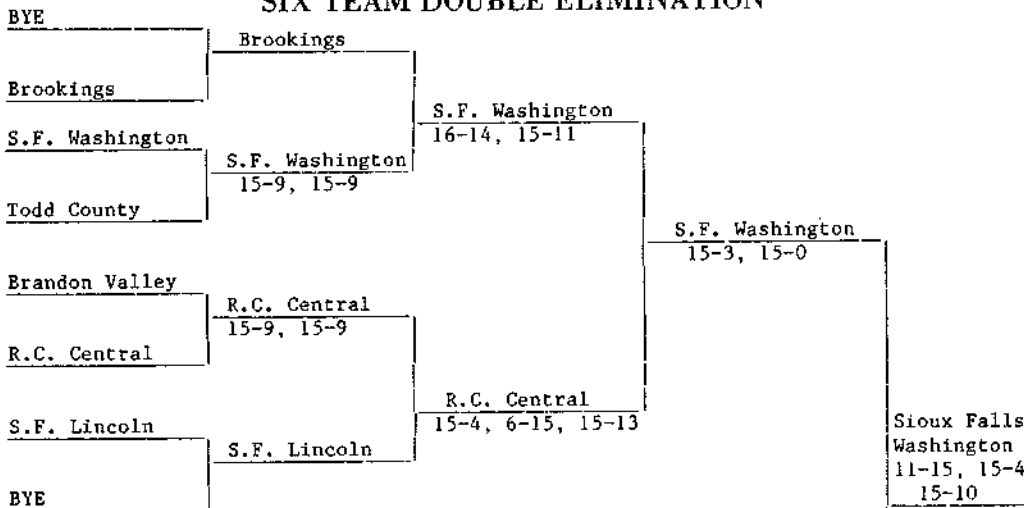 SIX TEAM DOUBLE ELIMINATION
BYE
Brookings
Brookings
S.F. Washington
16-14, 15-11
S.F. Washington
S.F. Washington
15-9, 15-9
Todd County
S.F. Washington
15-3, 15-0
Brandon Valley
R.C. Central
15-9, 15-9
R.C. Central
R.C. Central
15-4, 6-15, 15-13
S.F. Lincoln
S.F. Lincoln
BYE
Sioux Falls
Washington
11-15, 15-4
15-10